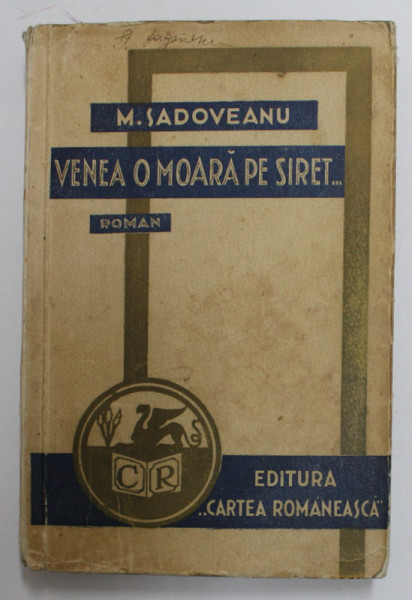 M. SADOVEANU
VENEA O MOARĂ PE SIRET...
ROMAN
CR
EDITURA
„CARTEA ROMÂNEASCĂ"